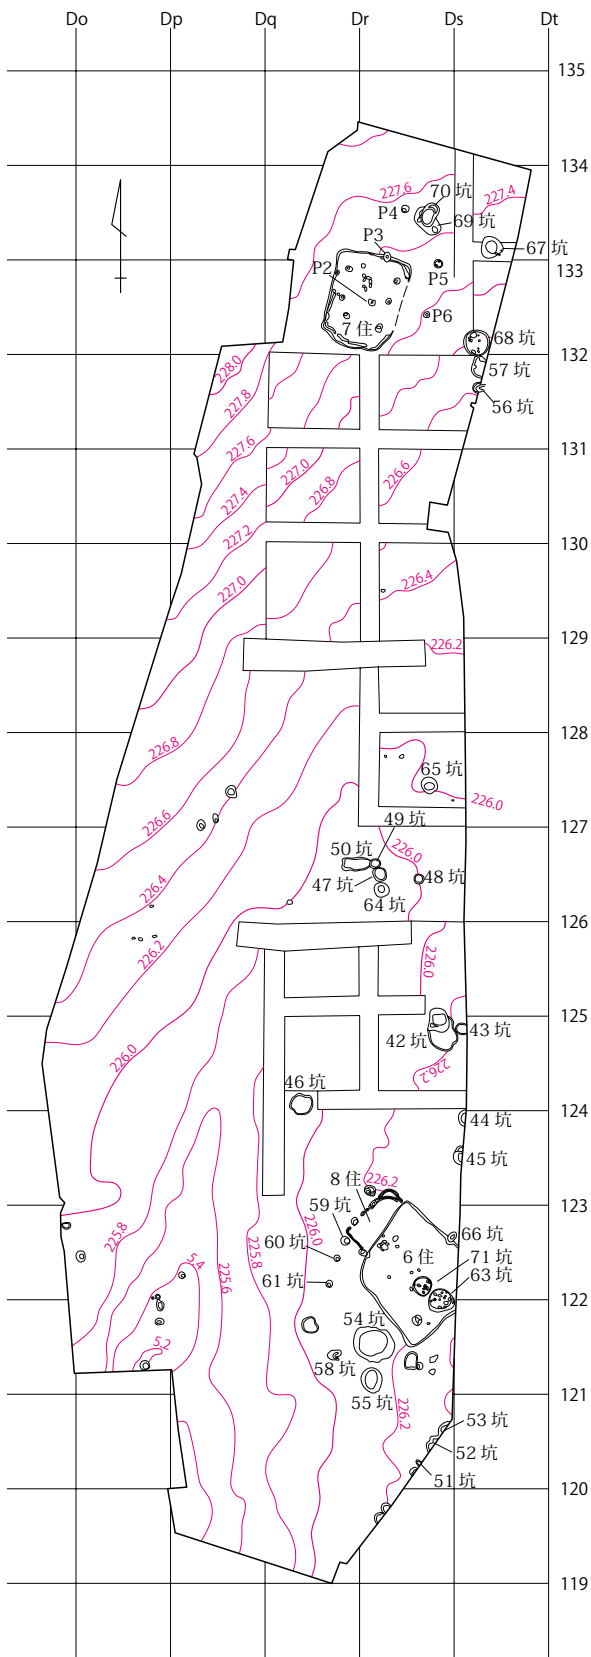 Do Dp Dq Dr Ds Dt
135
134
227.6
227.4
70 坑
P4
69 坑
67 坑
P3
133
P2
P5
7 住
P6
68 坑
132
57 坑
228.0
56 坑
227.8
131
227.6
227.0
226.8
226.6
227.4
227.2
130
227.0
226.4
129
226.2
128
226.8
65 坑
226.0
226.6
49 坑
127
50 坑
226.0
47 坑
48 坑
226.4
64 坑
126
226.2
226.0
125
42 坑
43 坑
226.0
226.2
46 坑
124
44 坑
45 坑
8 住
226.2
123
59 坑
226.0
66 坑
225.8
60 坑
6 住
71 坑
225.8
63 坑
5.4
61 坑
225.6
122
54 坑
5.2
58 坑
121
55 坑
226.2
53 坑
52 坑
51 坑
120
119